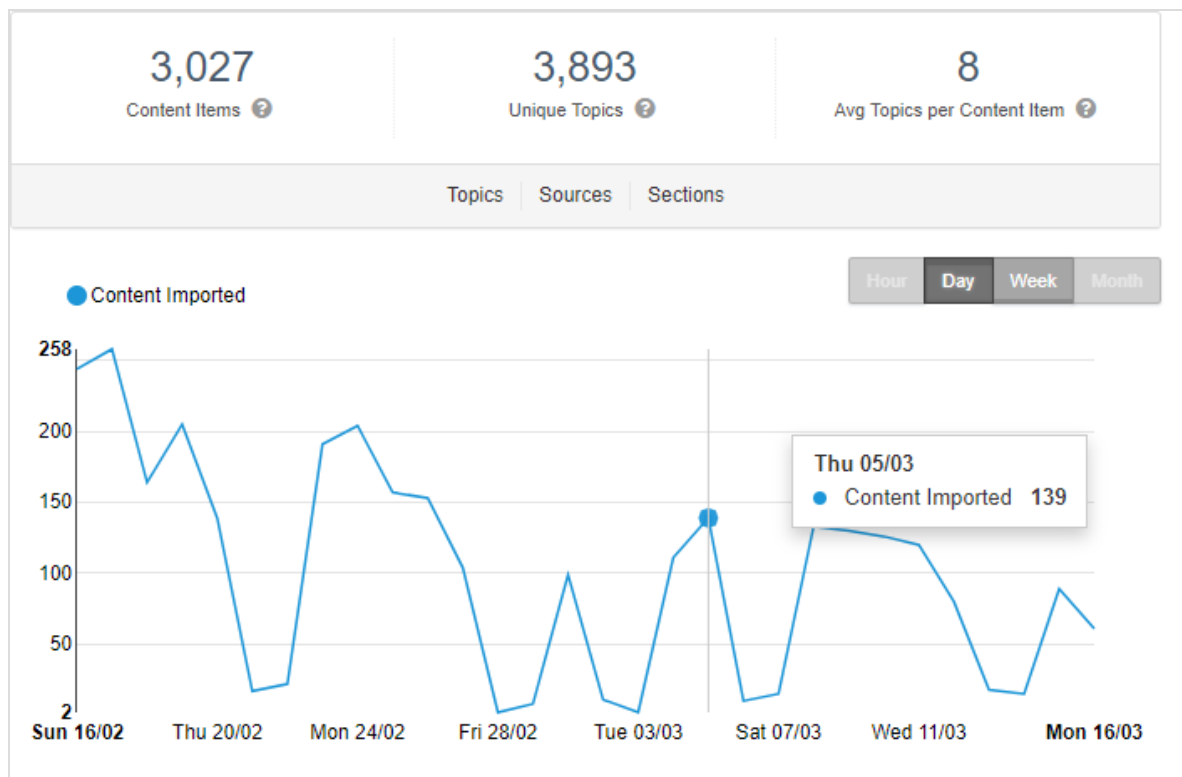 3,027 3,893 8
Content Items ? Unique Topics ? Avg Topics per Content Item ?
Topics Sources Sections
Hour Day Week Month
Content Imported
258
200
150
100
50
2
Thu 05/03
Content Imported 139
Sun 16/02 Thu 20/02 Mon 24/02 Fri 28/02 Tue 03/03 Sat 07/03 Wed 11/03 Mon 16/03